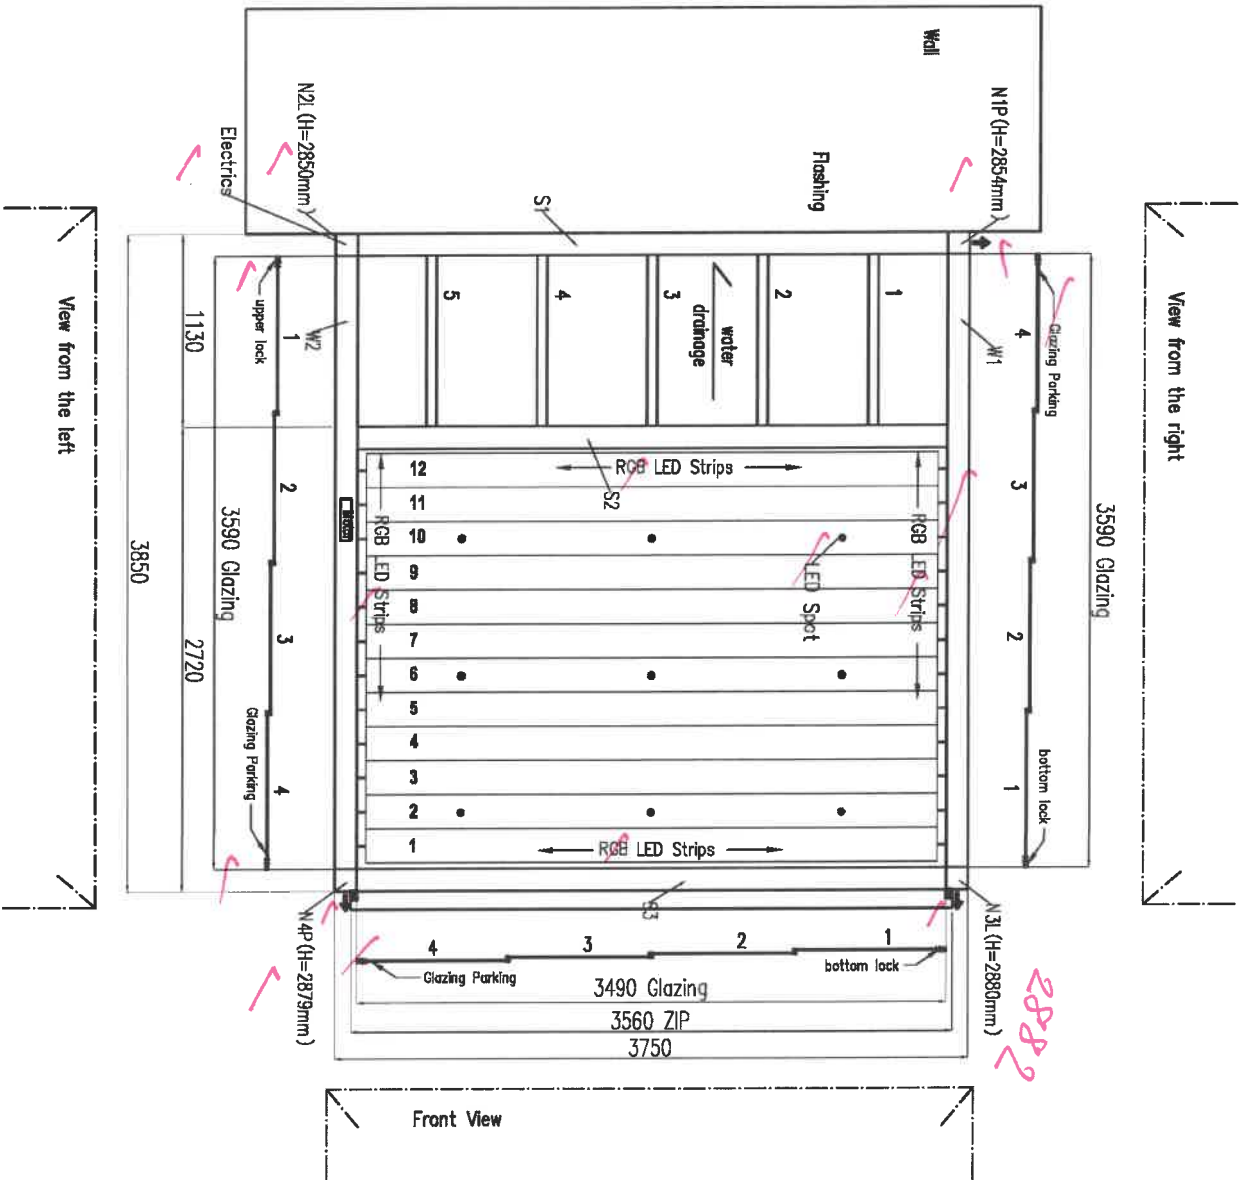 Wall
Flashing
N1P(H=2854mm)
N2L(H=2850mm)
Electrics
S1
View from the right
View from the left
Glazing Parking
4
3
2
1
bottom lock
3590 Glazing
W1
1
2
3
4
5
water
drainage
W2
upper lock
1
2
3
4
Glazing Parking
1130
2720
3590 Glazing
3850
S2
RGB LED Strips
RGB LED Strips
RGB LED Strips
12
11
10
9
8
7
6
5
4
3
2
1
LED Spot
Motor
RGB LED Strips
S3
N4P(H=2879mm)
N3L(H=2880mm)
2882
4
3
2
1
Glazing Parking
bottom lock
3490 Glazing
3560 ZIP
3750
Front View